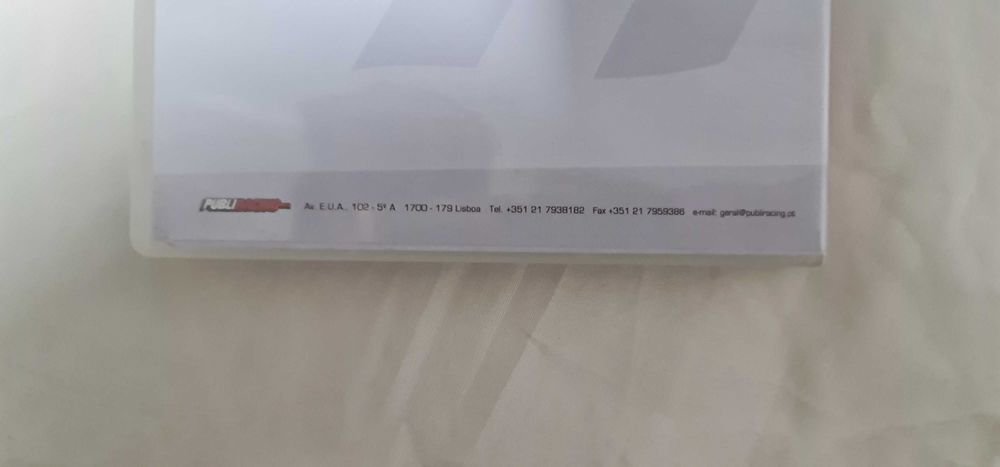 PUBLIRACING Av. E.U.A., 102 - 5º A 1700 - 179 Lisboa Tel. +351 21 7938182 Fax +351 21 7959386 e-mail: geral@publiracing.pt